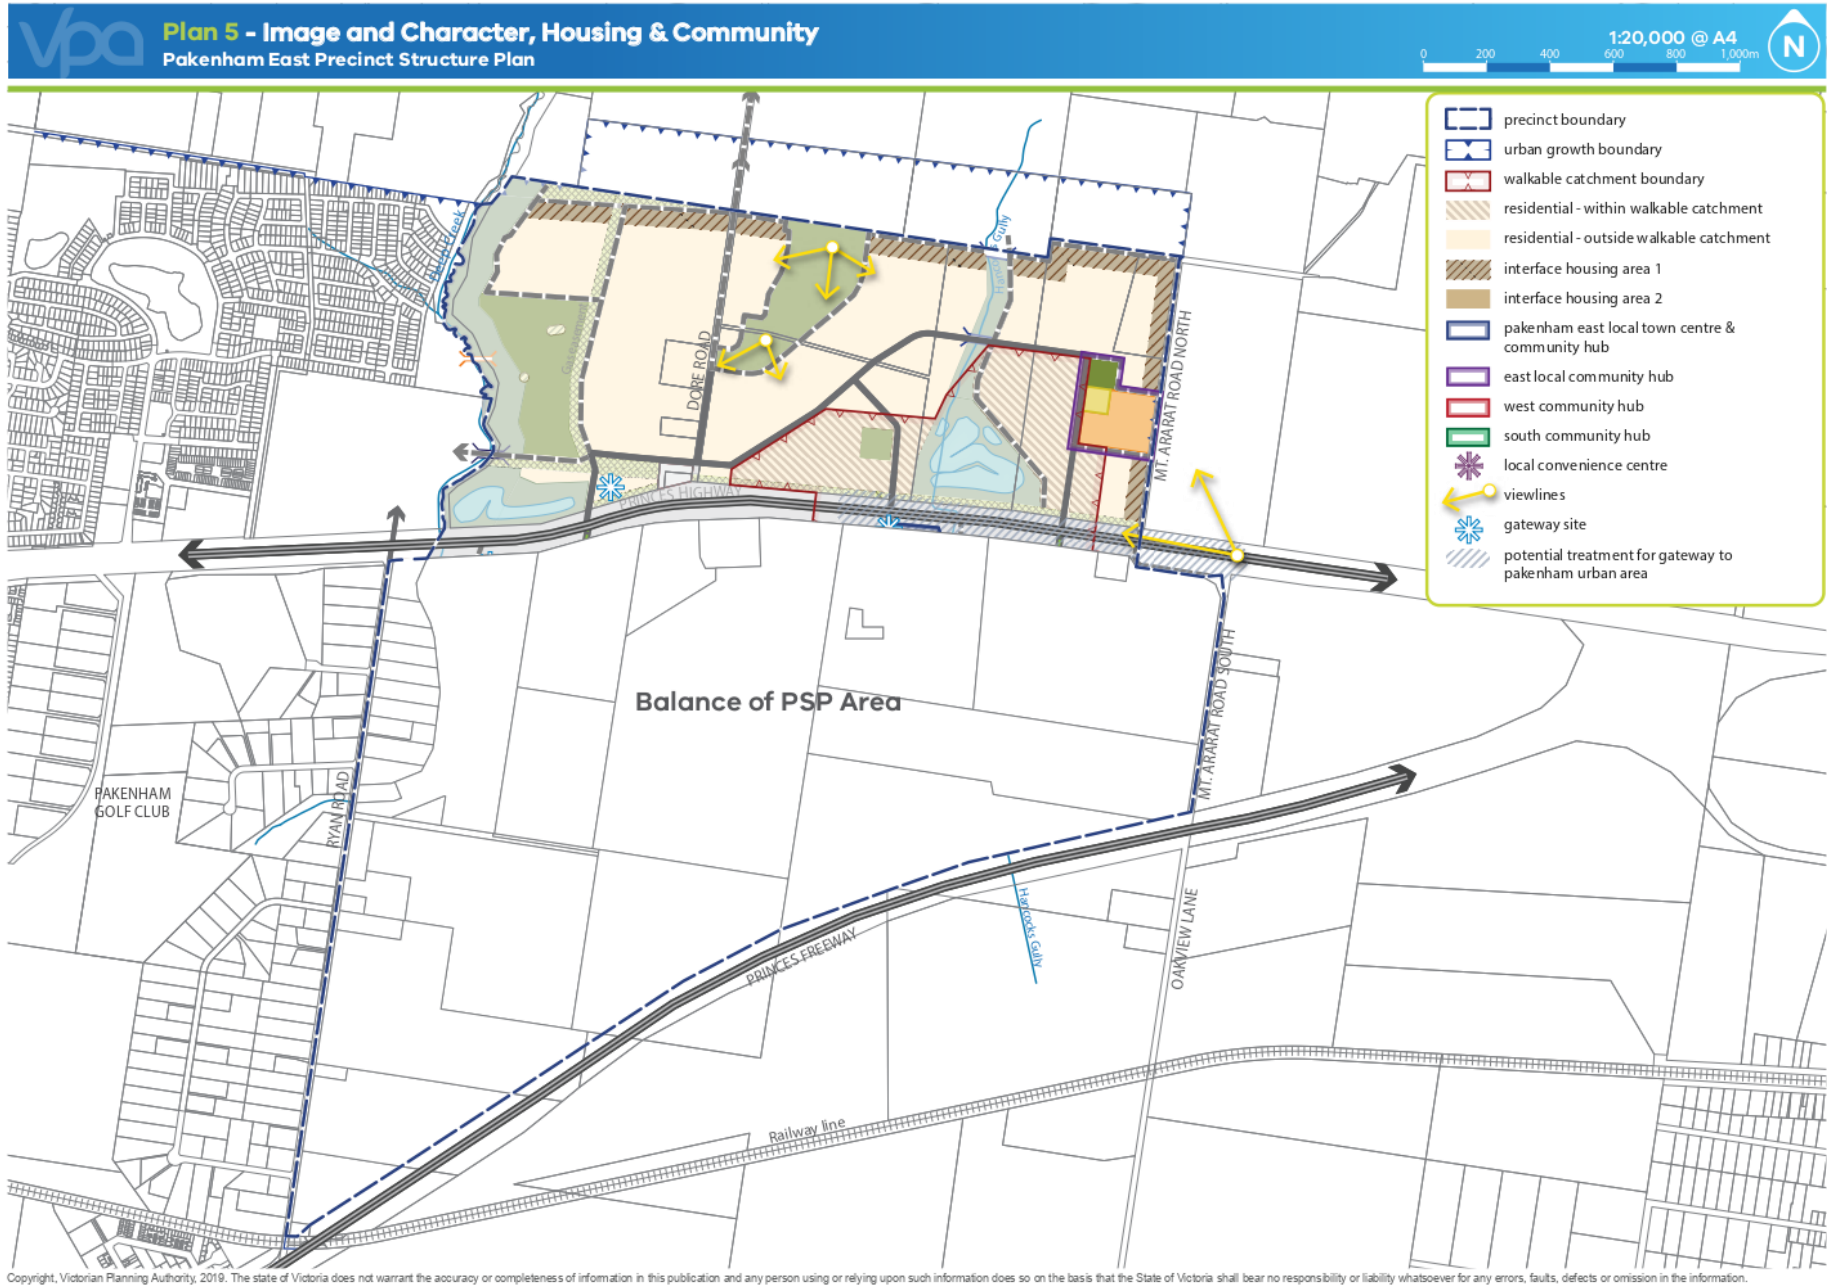 vpa
Plan 5 - Image and Character, Housing & Community
Pakenham East Precinct Structure Plan
1:20,000 @ A4
0 200 400 600 800 1,000m
N
precinct boundary
urban growth boundary
walkable catchment boundary
residential - within walkable catchment
residential - outside walkable catchment
interface housing area 1
interface housing area 2
pakenham east local town centre &
community hub
east local community hub
west community hub
south community hub
local convenience centre
viewlines
gateway site
potential treatment for gateway to
pakenham urban area
Deep Creek
Hancocks Gully
Gas easement
DORE ROAD
MT. ARARAT ROAD NORTH
PRINCES HIGHWAY
Balance of PSP Area
MT. ARARAT ROAD SOUTH
PAKENHAM
GOLF CLUB
RYAN ROAD
PRINCES FREEWAY
Hancocks Gully
OAKVIEW LANE
Railway line
Copyright, Victorian Planning Authority, 2019. The state of Victoria does not warrant the accuracy or completeness of information in this publication and any person using or relying upon such information does so on the basis that the State of Victoria shall bear no responsibility or liability whatsoever for any errors, faults, defects or omission in the information.